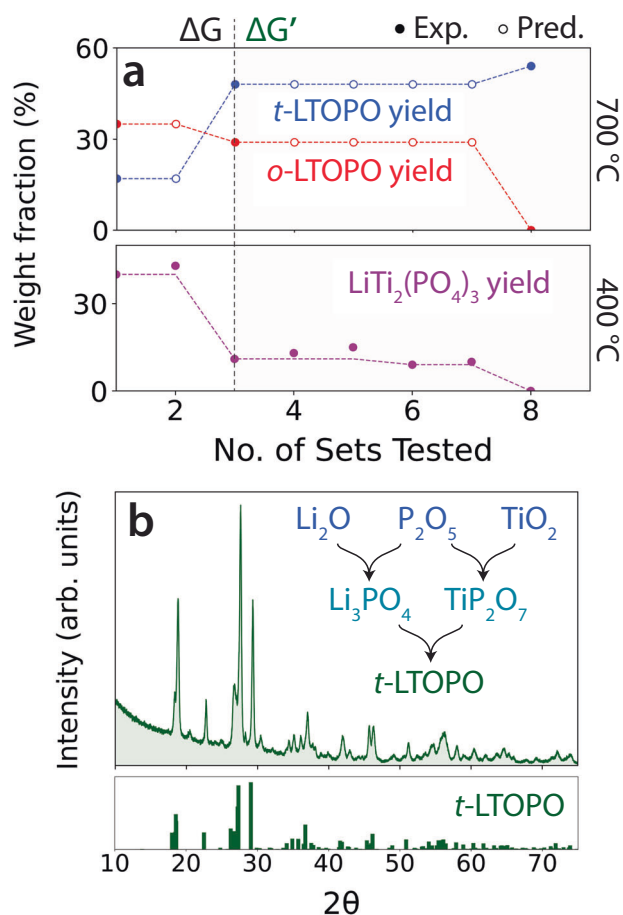 ΔG ΔG’ ● Exp. ○ Pred.
a
60
30
0
t-LTOPO yield
o-LTOPO yield
700 °C
Weight fraction (%)
30
0
LiTi₂(PO₄)₃ yield
400 °C
2 4 6 8
No. of Sets Tested
b
Li₂O P₂O₅ TiO₂
Li₃PO₄ TiP₂O₇
t-LTOPO
Intensity (arb. units)
t-LTOPO
10 20 30 40 50 60 70
2θ